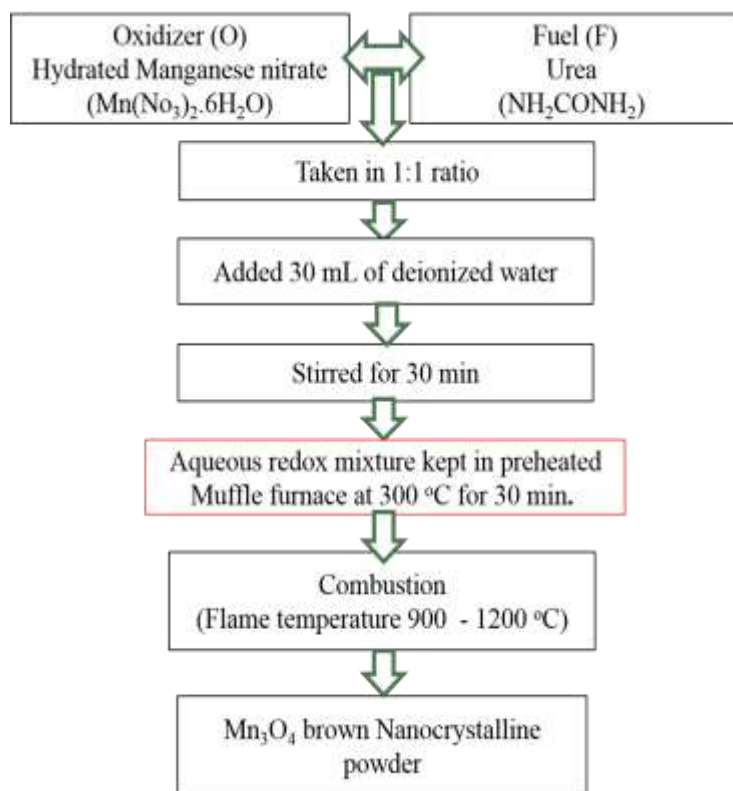 Oxidizer (O)
Hydrated Manganese nitrate
(Mn(No₃)₂.6H₂O)
Fuel (F)
Urea
(NH₂CONH₂)
Taken in 1:1 ratio
Added 30 mL of deionized water
Stirred for 30 min
Aqueous redox mixture kept in preheated
Muffle furnace at 300 °C for 30 min.
Combustion
(Flame temperature 900 - 1200 °C)
Mn₃O₄ brown Nanocrystalline
powder